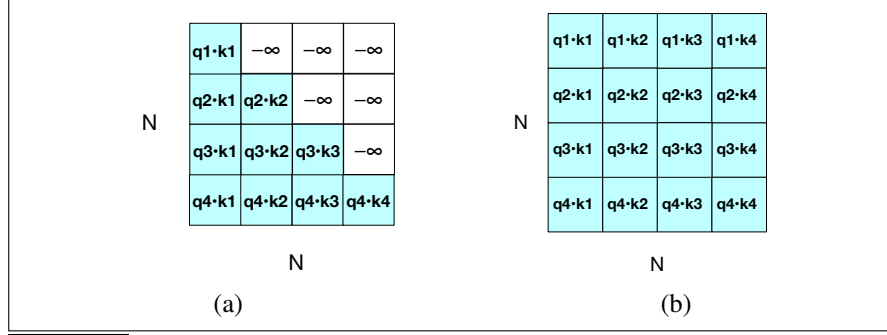 q1•k1 −∞ −∞ −∞
q2•k1 q2•k2 −∞ −∞
q3•k1 q3•k2 q3•k3 −∞
q4•k1 q4•k2 q4•k3 q4•k4
N
N
(a)
q1•k1 q1•k2 q1•k3 q1•k4
q2•k1 q2•k2 q2•k3 q2•k4
q3•k1 q3•k2 q3•k3 q3•k4
q4•k1 q4•k2 q4•k3 q4•k4
N
N
(b)